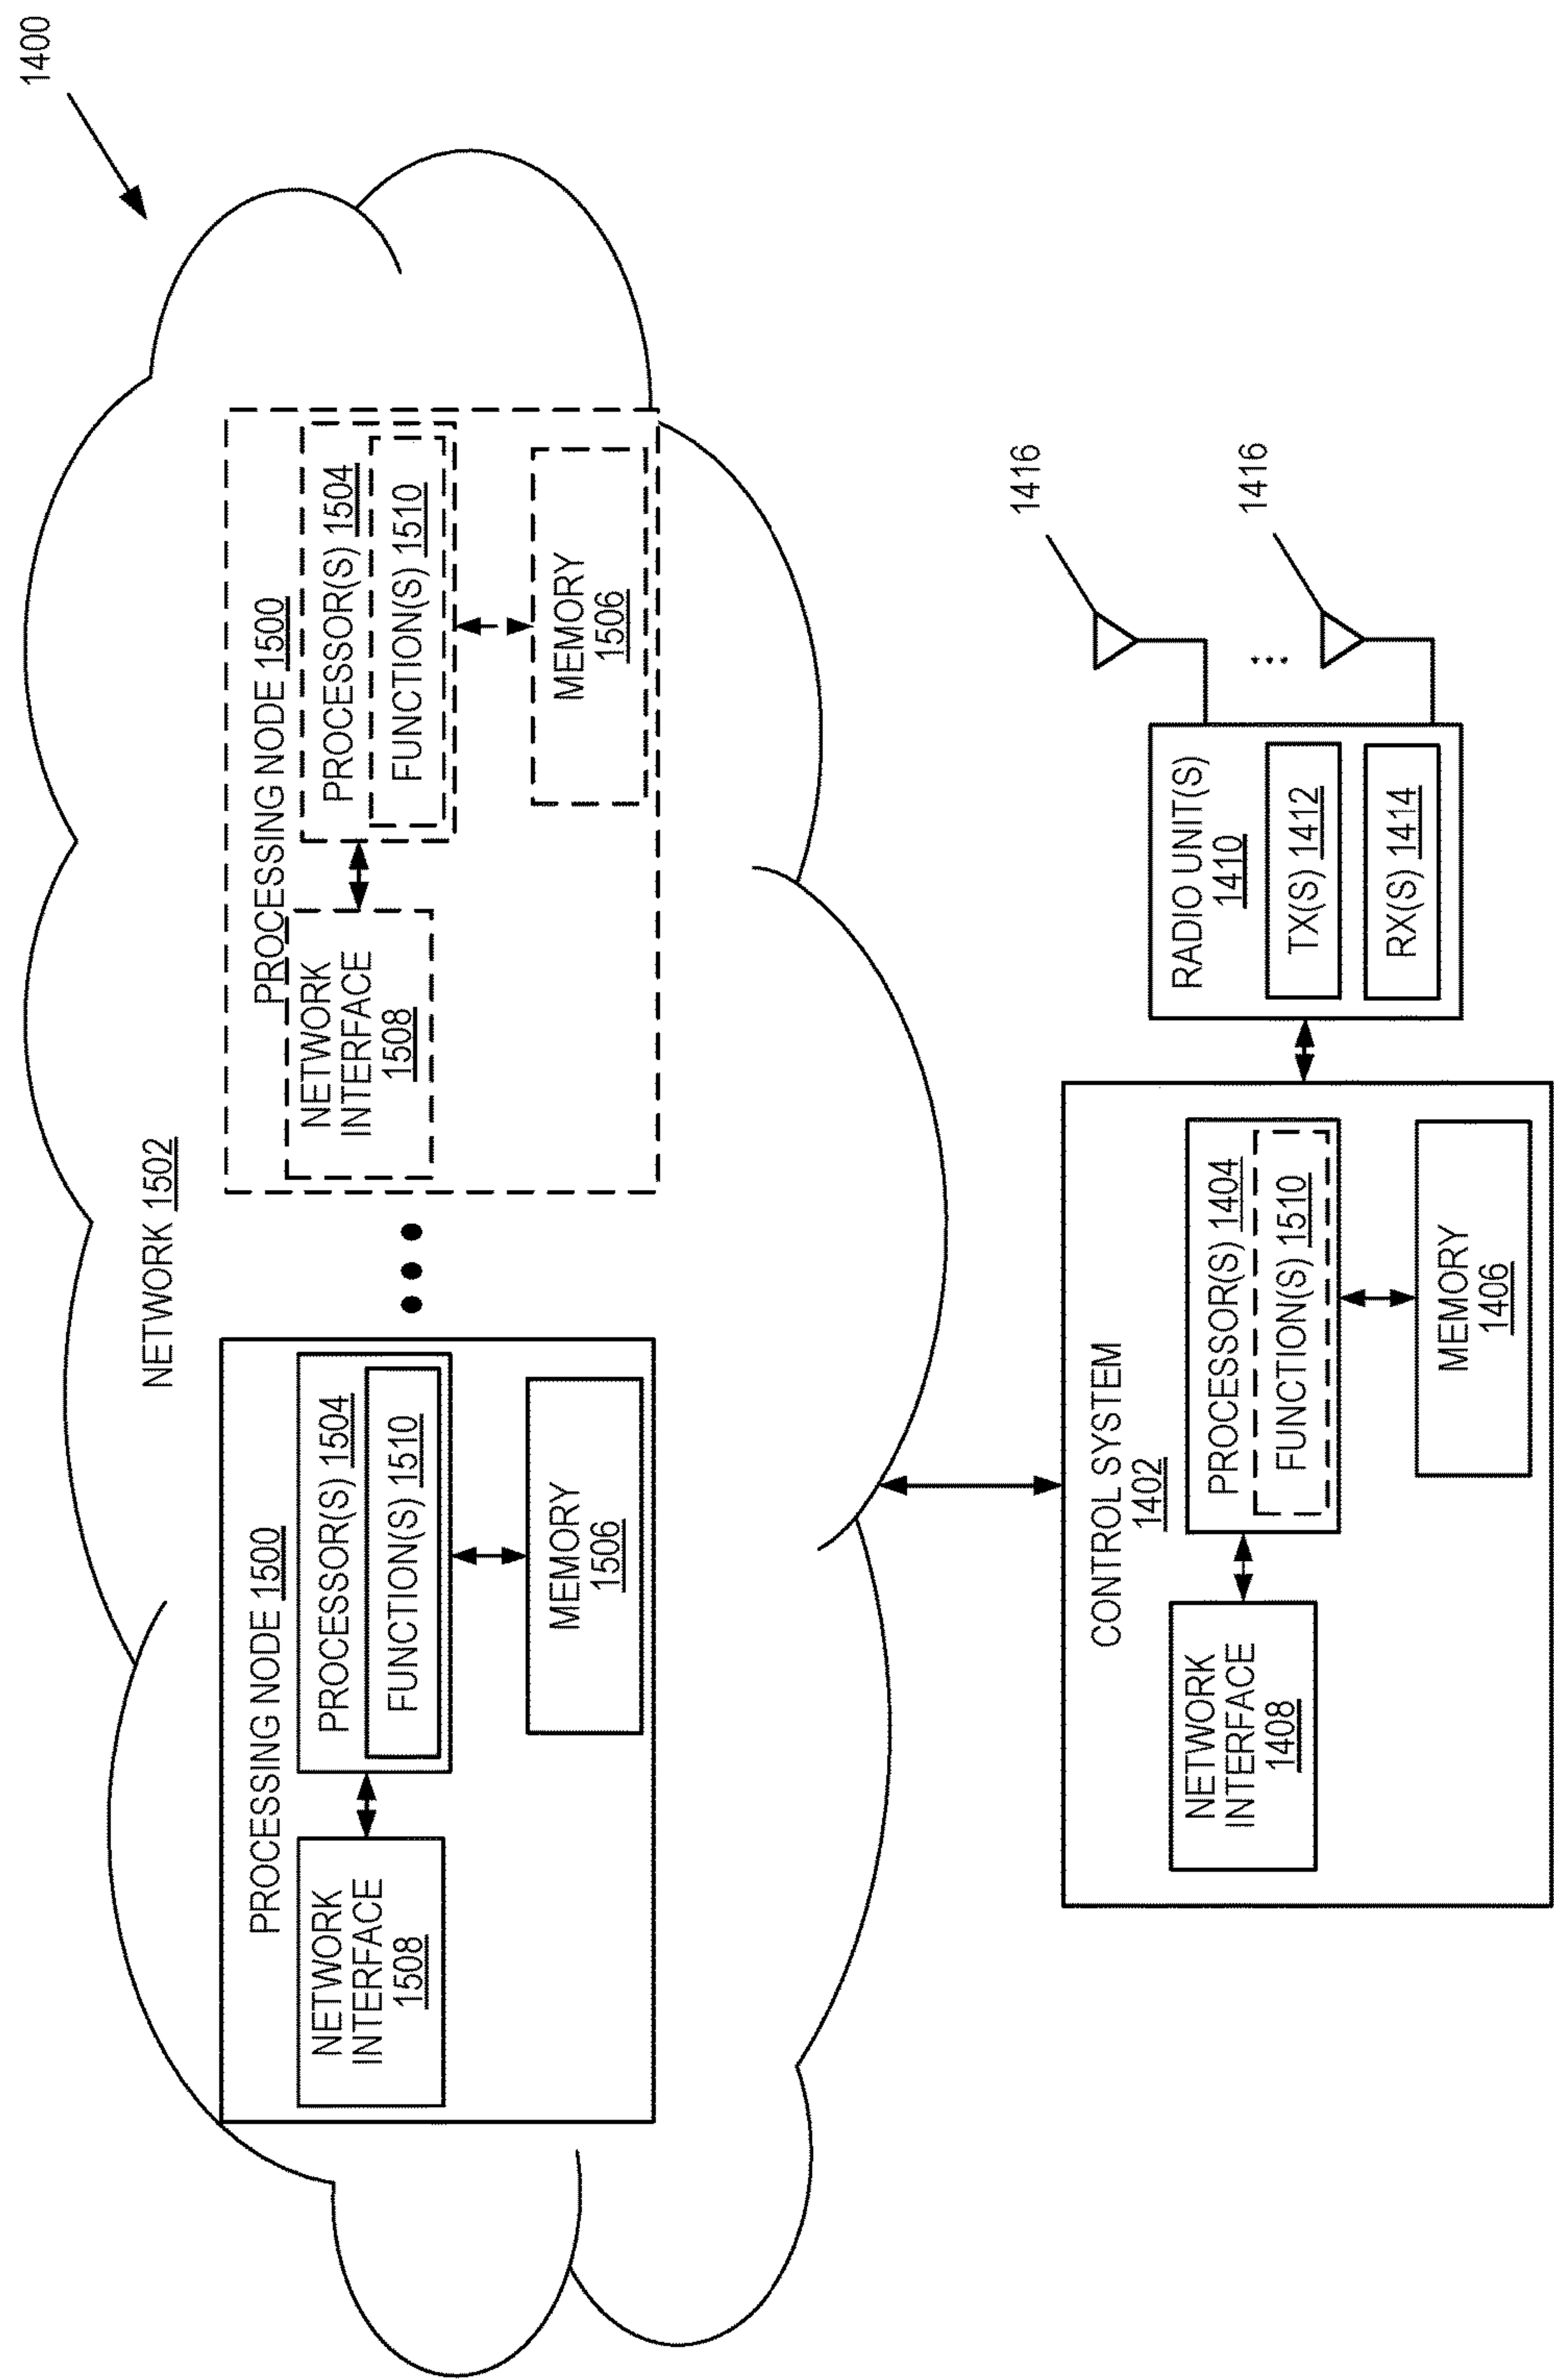 1400
NETWORK 1502
PROCESSING NODE 1500
NETWORK
INTERFACE
1508
PROCESSOR(S) 1504
FUNCTION(S) 1510
MEMORY
1506
PROCESSING NODE 1500
NETWORK
INTERFACE
1508
PROCESSOR(S) 1504
FUNCTION(S) 1510
MEMORY
1506
CONTROL SYSTEM
1402
NETWORK
INTERFACE
1408
PROCESSOR(S) 1404
FUNCTION(S) 1510
MEMORY
1406
RADIO UNIT(S)
1410
TX(S) 1412
RX(S) 1414
1416
1416